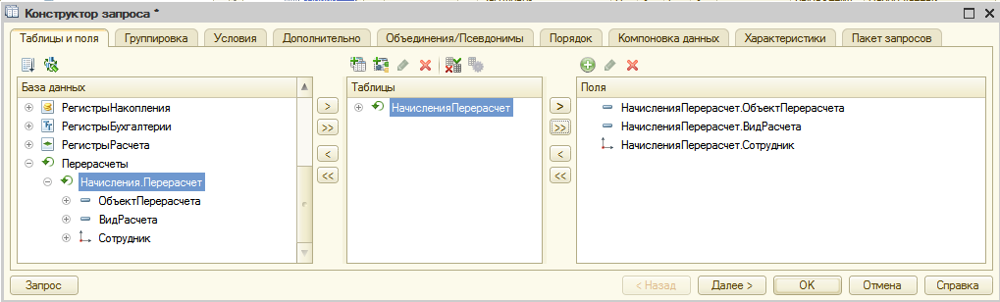 Конструктор запроса *
Таблицы и поля
Группировка
Условия
Дополнительно
Объединения/Псевдонимы
Порядок
Компоновка данных
Характеристики
Пакет запросов
База данных
РегистрыНакопления
РегистрыБухгалтерии
РегистрыРасчета
Перерасчеты
Начисления.Перерасчет
ОбъектПерерасчета
ВидРасчета
Сотрудник
>
>>
<
<<
Таблицы
НачисленияПерерасчет
>
>>
<
<<
Поля
НачисленияПерерасчет.ОбъектПерерасчета
НачисленияПерерасчет.ВидРасчета
НачисленияПерерасчет.Сотрудник
Запрос
< Назад
Далее >
OK
Отмена
Справка